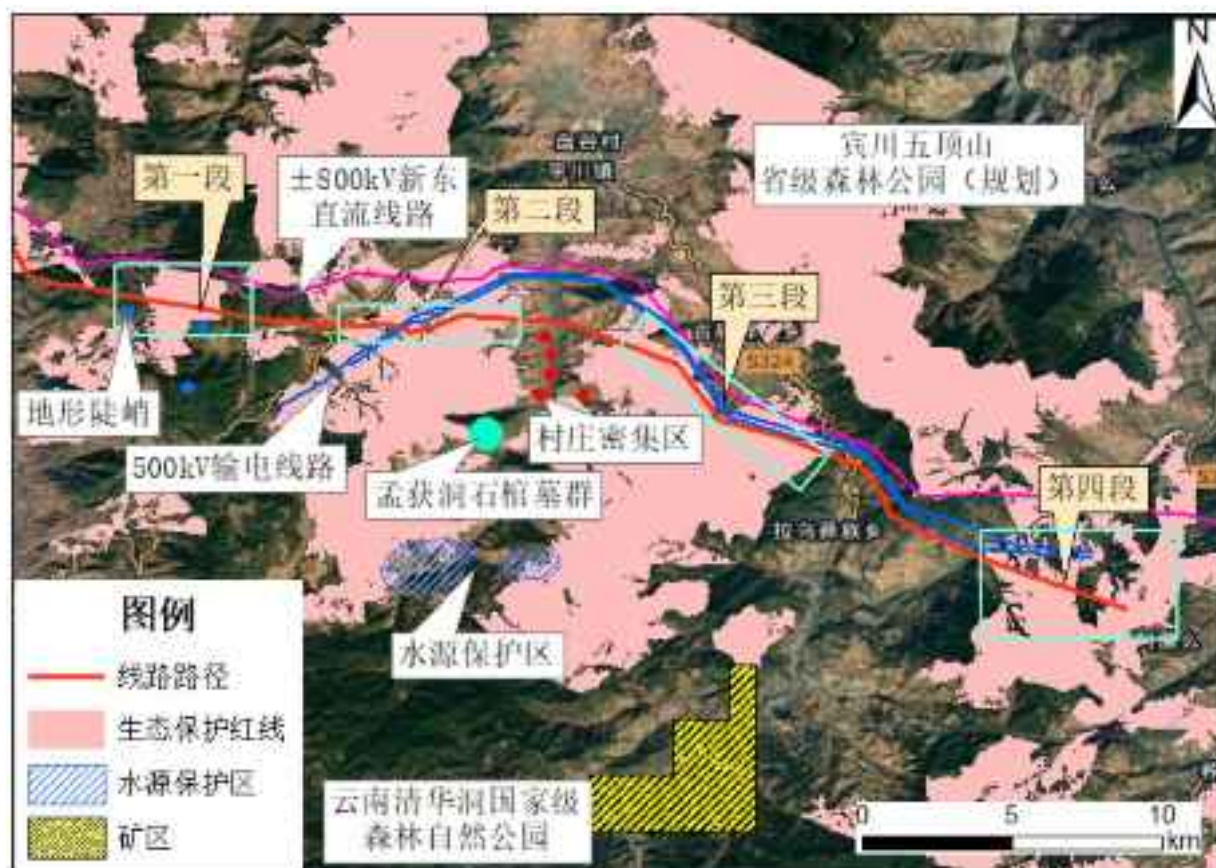 N
宾川五顶山
省级森林公园（规划）
第一段
±800kV新东
直流线路
第二段
第三段
地形陡峭
500kV输电线路
村庄密集区
孟获洞石棺墓群
第四段
拉乌彝族乡
水源保护区
云南清华洞国家级
森林自然公园
图例
线路路径
生态保护红线
水源保护区
矿区
0 5 10
km